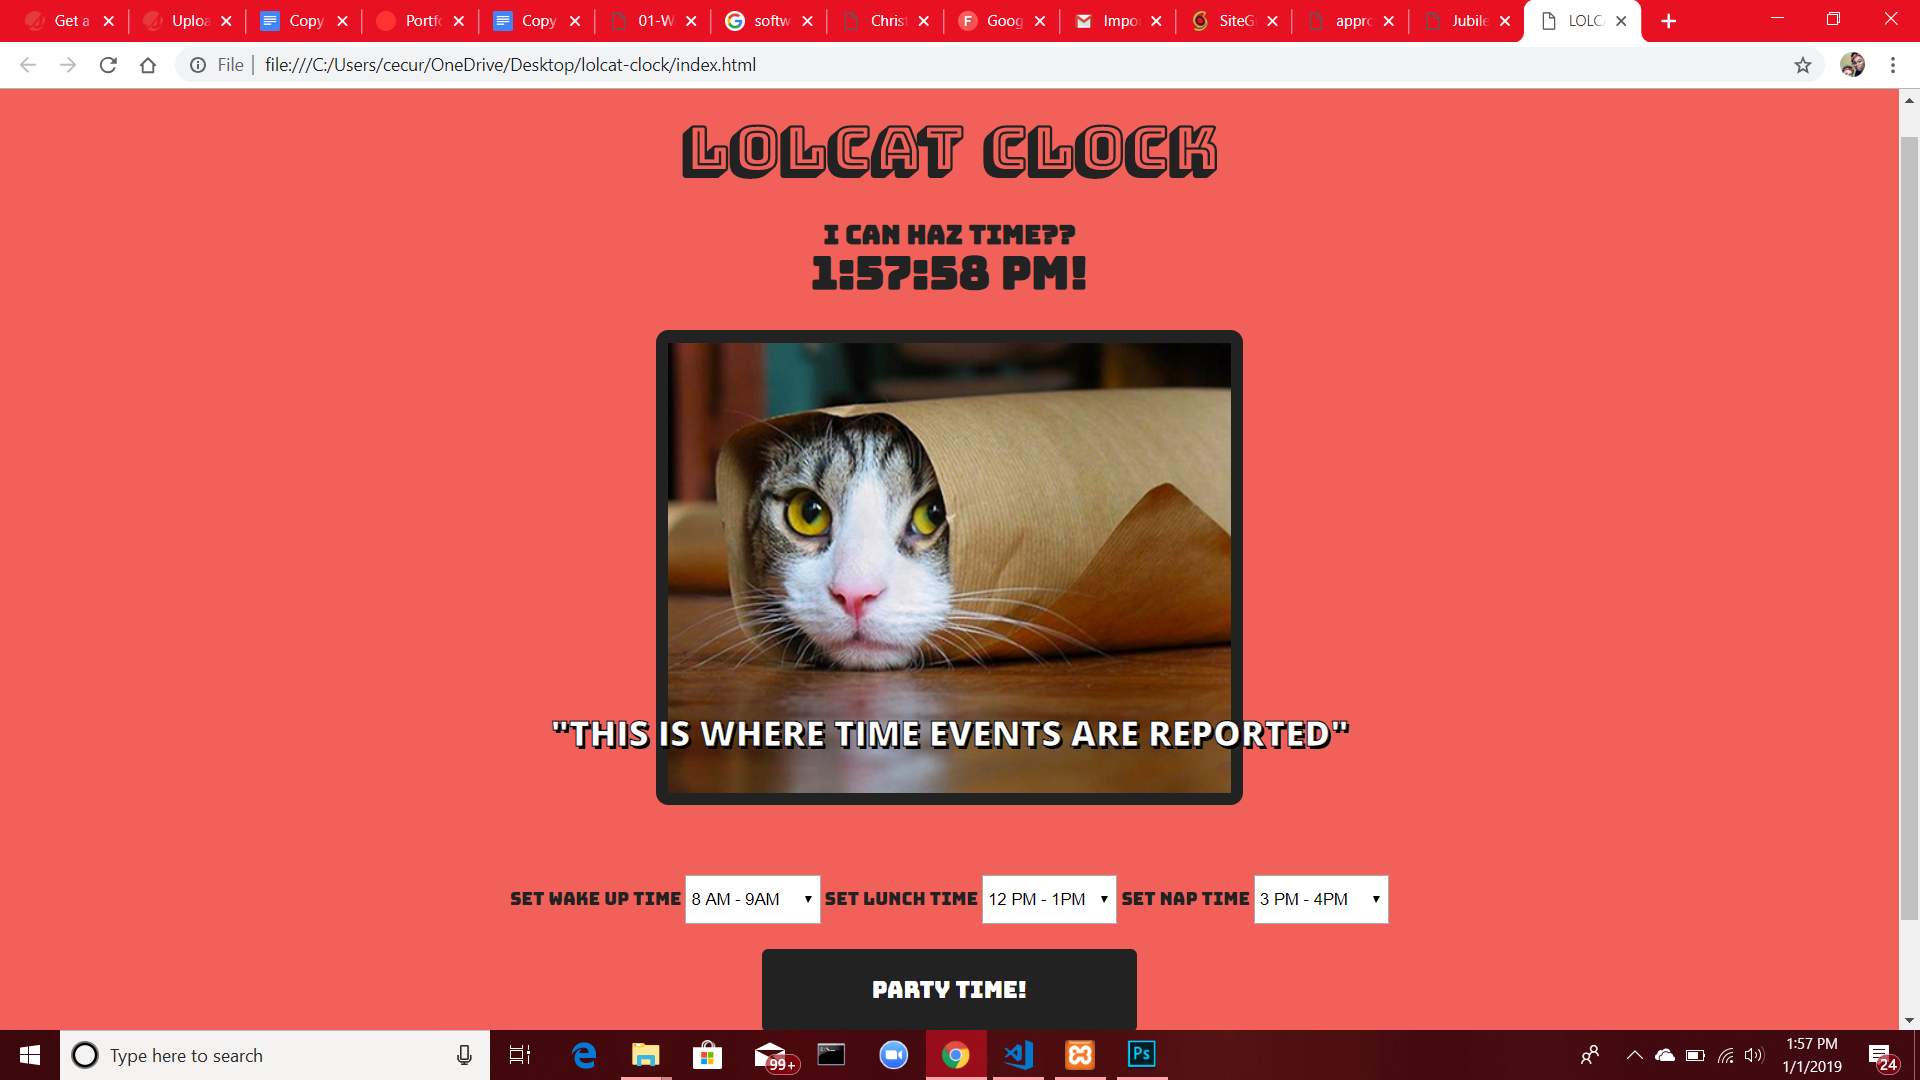 Get a
Uploa
Copy
Portfo
Copy
01-W
softw
Christ
Goog
Impo
SiteG
appro
Jubile
LOLC
File | file:///C:/Users/cecur/OneDrive/Desktop/lolcat-clock/index.html
LOLCAT CLOCK
I CAN HAZ TIME??
1:57:58 PM!
"THIS IS WHERE TIME EVENTS ARE REPORTED"
SET WAKE UP TIME 8 AM - 9AM SET LUNCH TIME 12 PM - 1PM SET NAP TIME 3 PM - 4PM
PARTY TIME!
Type here to search
99+
Ps
1:57 PM
1/1/2019
24